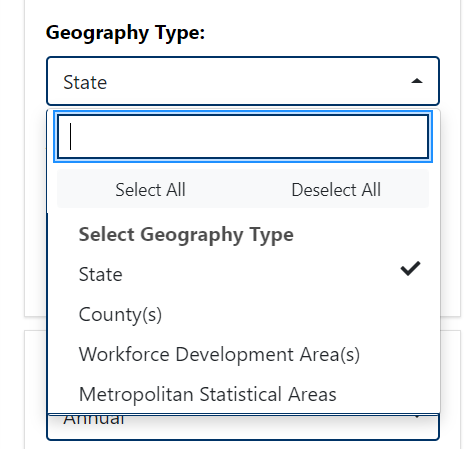 Geography Type:
State
Select All Deselect All
Select Geography Type
State
County(s)
Workforce Development Area(s)
Metropolitan Statistical Areas
Annual